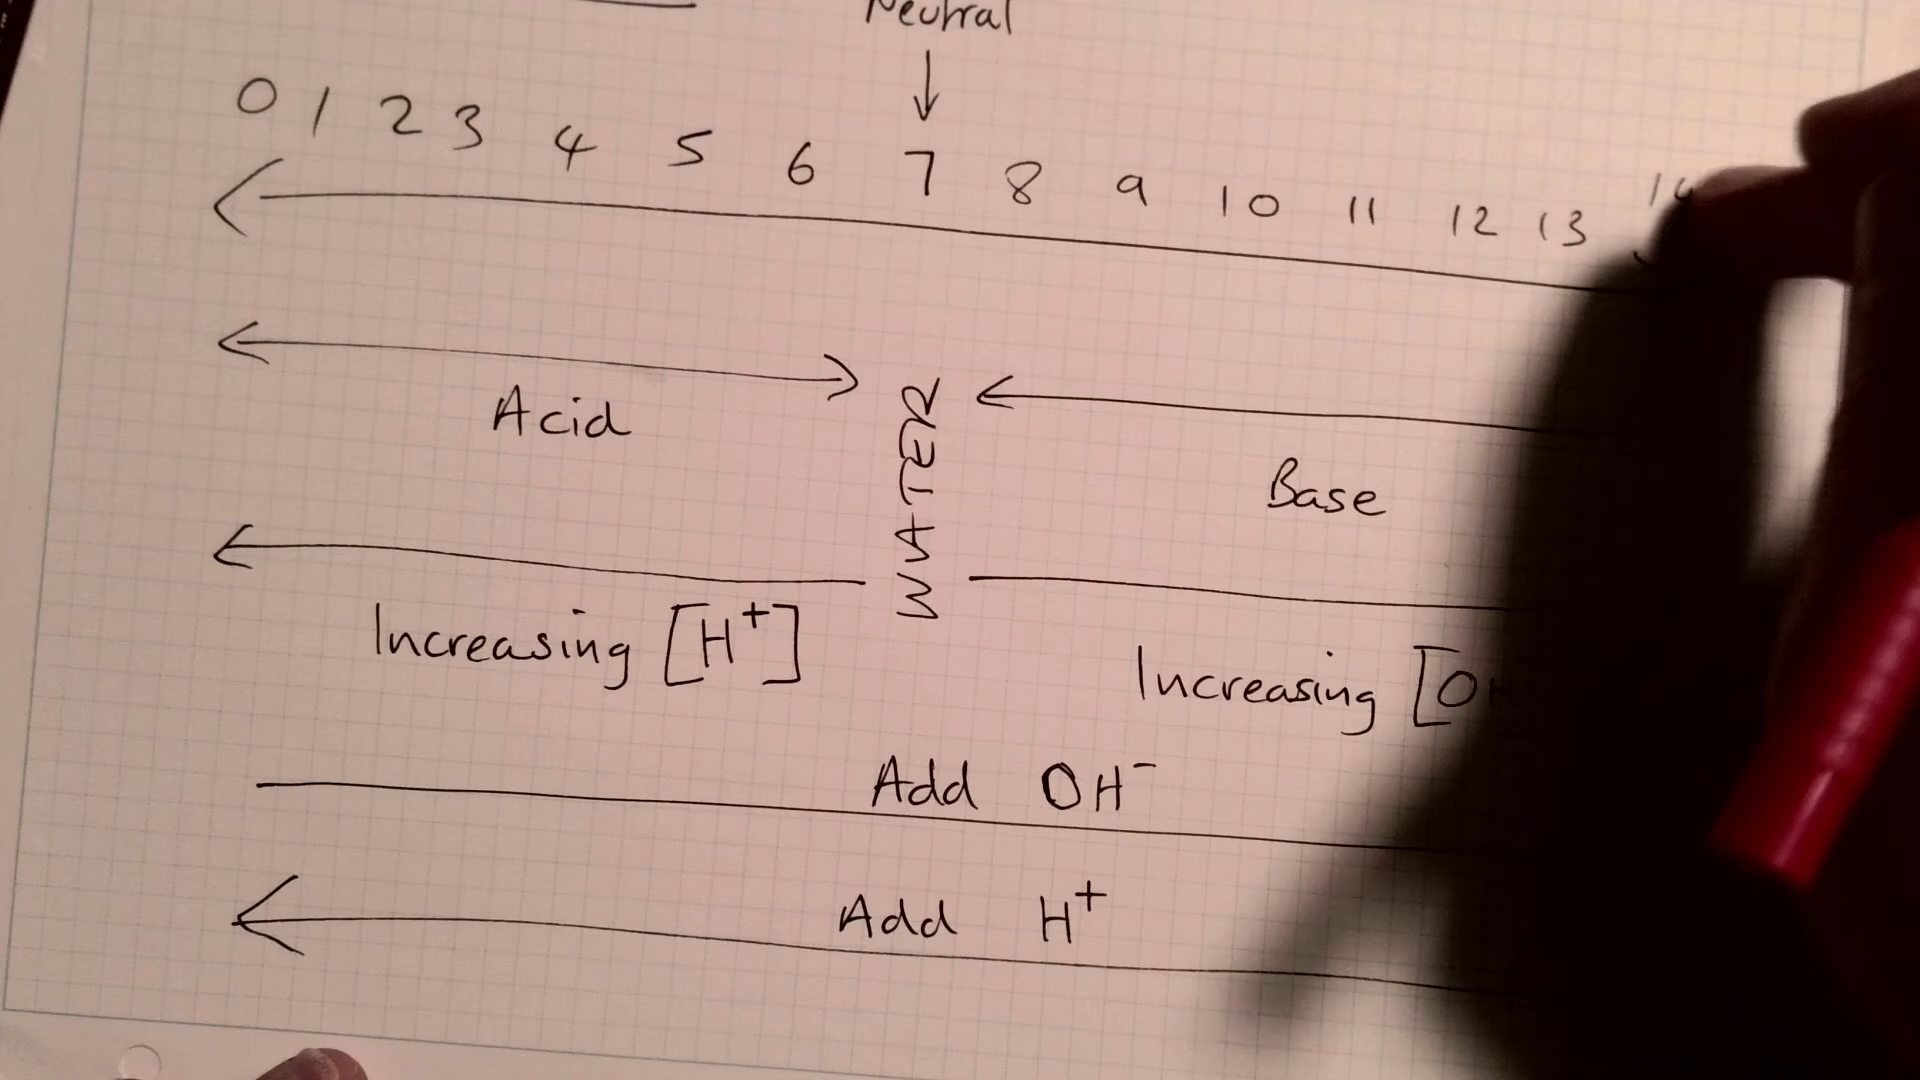 Neutral
0 1 2 3 4 5 6 7 8 9 10 11 12 13
Acid
WATER
Base
Increasing [H⁺]
Increasing
Add OH⁻
Add H⁺